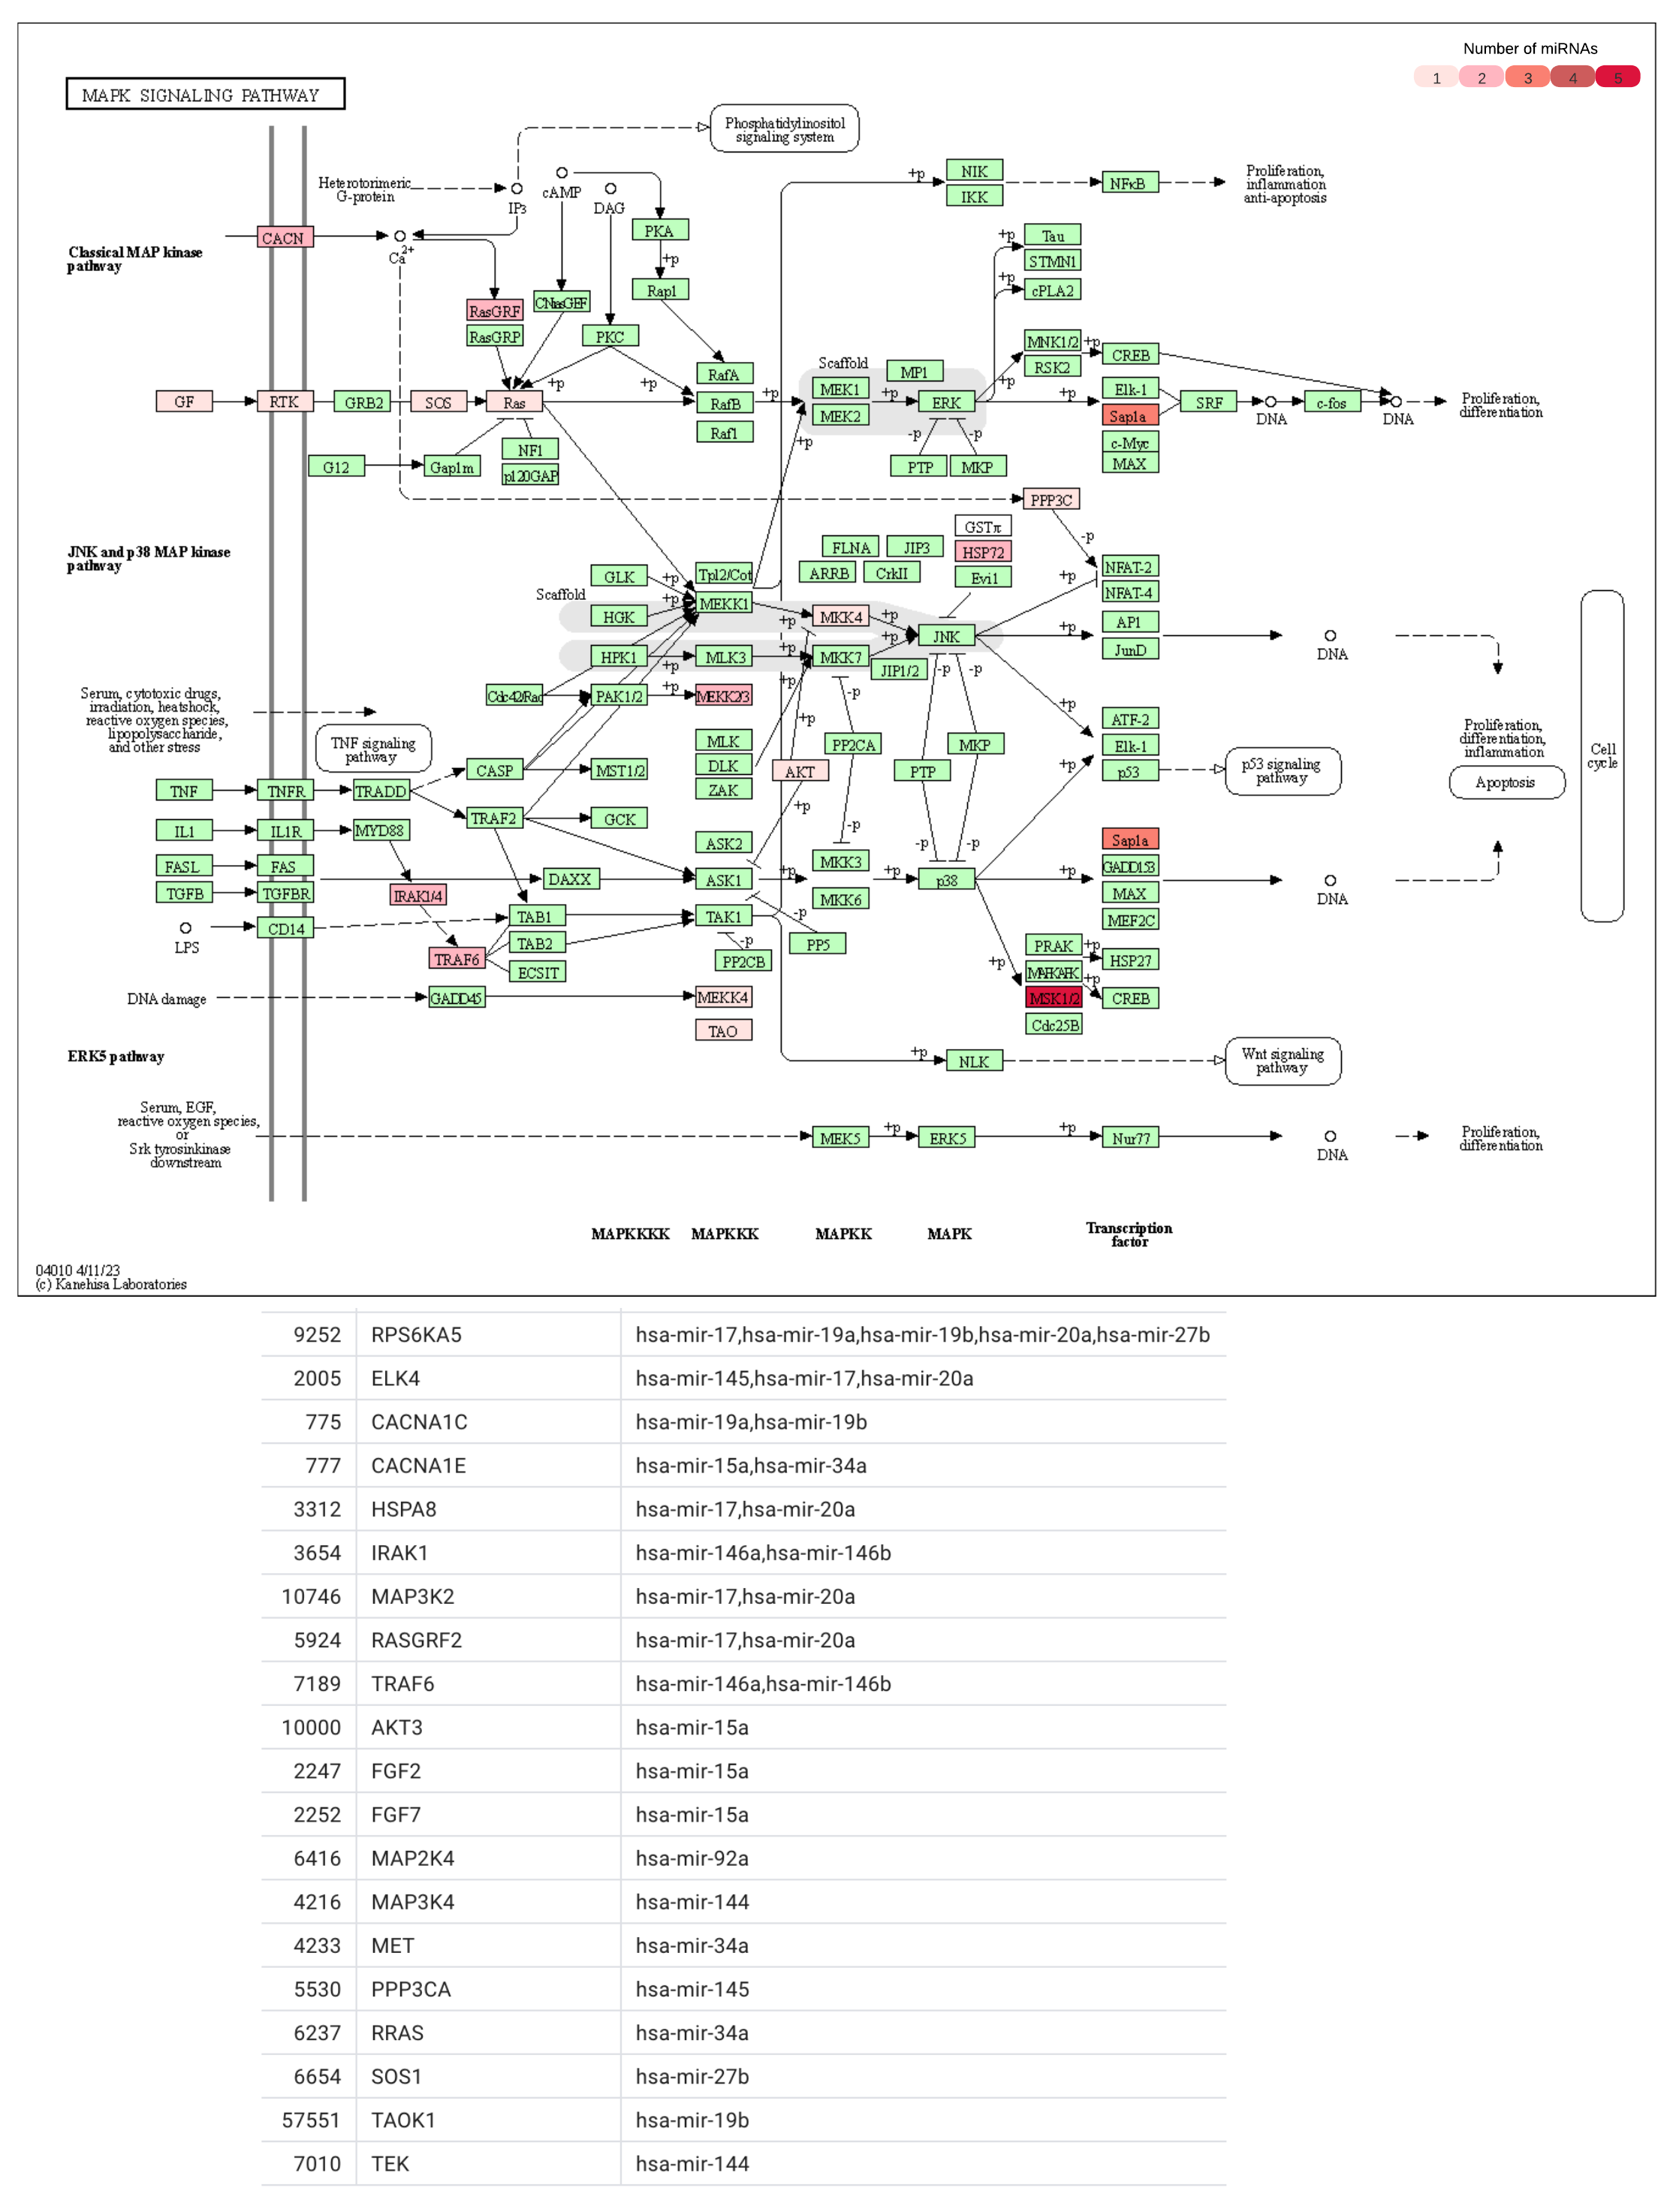 Number of miRNAs
1 2 3 4 5
MAPK SIGNALING PATHWAY
Phosphatidylinositol
signaling system
Heterotorimeric
G-protein
IP3
cAMP
DAG
+p
NIK
IKK
NFκB
Proliferation,
inflammation
anti-apoptosis
Classical MAP kinase
pathway
CACN
Ca2+
PKA
+p
Rap1
RasGRF
RasGRP
CNasGEF
PKC
+p
Tau
STMN1
+p
cPLA2
Scaffold
MP1
MNK1/2
RSK2
+p
CREB
GF
RTK
GRB2
SOS
Ras
+p
+p
RafA
RafB
Raf1
+p
MEK1
MEK2
+p
ERK
+p
+p
Elk-1
Sap1a
c-Myc
MAX
SRF
DNA
c-fos
DNA
Proliferation,
differentiation
G12
Gap1m
NF1
p120GAP
+p
-p
-p
PTP
MKP
PPP3C
-p
JNK and p38 MAP kinase
pathway
GSTπ
HSP72
Evi1
FLNA
JIP3
ARRB
CrkII
NFAT-2
NFAT-4
Scaffold
GLK
HGK
+p
+p
Tpl2/Cot
MEKK1
+p
MKK4
+p
+p
JNK
+p
+p
AP1
JunD
DNA
HPK1
+p
MLK3
+p
MKK7
JIP1/2
Cdc42/Rac
PAK1/2
+p
MEKK2/3
+p
+p
-p
-p
-p
Serum, cytotoxic drugs,
irradiation, heatshock,
reactive oxygen species,
lipopolysaccharide,
and other stress
TNF signaling
pathway
MLK
DLK
ZAK
AKT
+p
PP2CA
-p
PTP
MKP
+p
ATF-2
Elk-1
p53
+p
p53 signaling
pathway
Proliferation,
differentiation,
inflammation
Apoptosis
Cell
cycle
CASP
MST1/2
TNF
TNFR
TRADD
TRAF2
GCK
IL1
IL1R
MYD88
ASK2
MKK3
-p
-p
Sap1a
GADD153
MAX
MEF2C
FASL
FAS
TGFB
TGFBR
DAXX
ASK1
+p
MKK6
+p
p38
+p
DNA
IRAK1/4
LPS
CD14
TAB1
TAB2
ECSIT
TRAF6
TAK1
-p
PP2CB
-p
PP5
+p
PRAK
MAPKAPK
MSK1/2
Cdc25B
+p
+p
HSP27
CREB
DNA damage
GADD45
MEKK4
TAO
ERK5 pathway
+p
NLK
Wnt signaling
pathway
Serum, EGF,
reactive oxygen species,
or
Srk tyrosinkinase
downstream
MEK5
+p
ERK5
+p
Nur77
DNA
Proliferation,
differentiation
MAPKKKK
MAPKKK
MAPKK
MAPK
Transcription
factor
04010 4/11/23
(c) Kanehisa Laboratories
9252 RPS6KA5 hsa-mir-17,hsa-mir-19a,hsa-mir-19b,hsa-mir-20a,hsa-mir-27b
2005 ELK4 hsa-mir-145,hsa-mir-17,hsa-mir-20a
775 CACNA1C hsa-mir-19a,hsa-mir-19b
777 CACNA1E hsa-mir-15a,hsa-mir-34a
3312 HSPA8 hsa-mir-17,hsa-mir-20a
3654 IRAK1 hsa-mir-146a,hsa-mir-146b
10746 MAP3K2 hsa-mir-17,hsa-mir-20a
5924 RASGRF2 hsa-mir-17,hsa-mir-20a
7189 TRAF6 hsa-mir-146a,hsa-mir-146b
10000 AKT3 hsa-mir-15a
2247 FGF2 hsa-mir-15a
2252 FGF7 hsa-mir-15a
6416 MAP2K4 hsa-mir-92a
4216 MAP3K4 hsa-mir-144
4233 MET hsa-mir-34a
5530 PPP3CA hsa-mir-145
6237 RRAS hsa-mir-34a
6654 SOS1 hsa-mir-27b
57551 TAOK1 hsa-mir-19b
7010 TEK hsa-mir-144